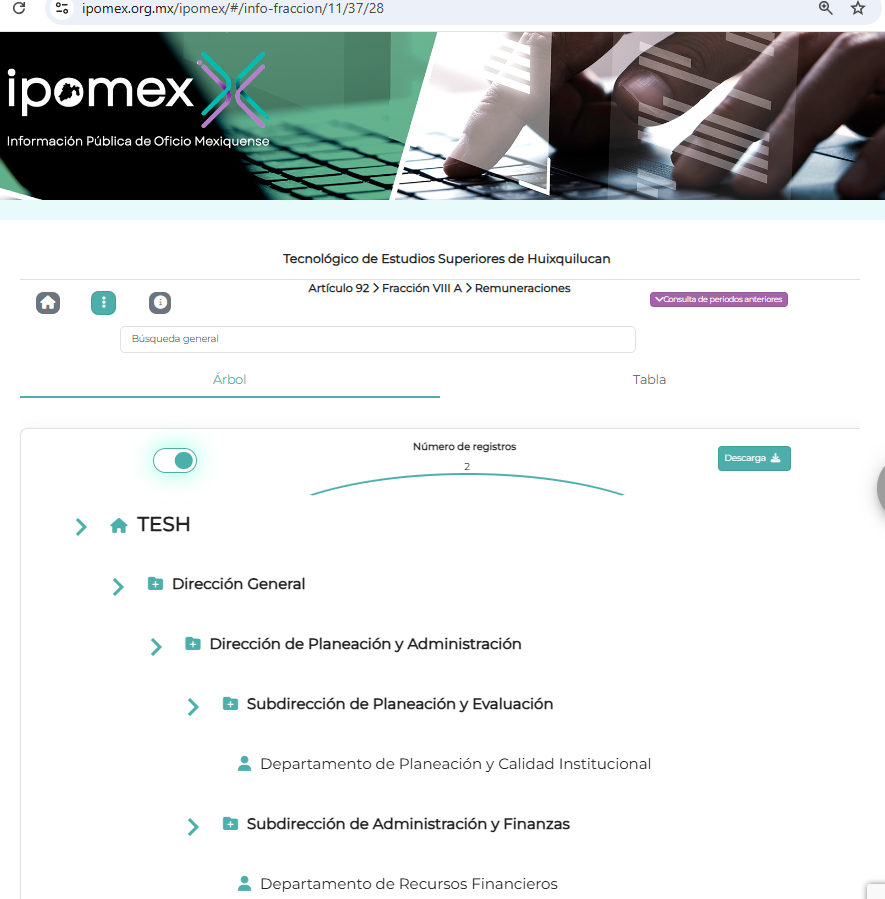 ipomex.org.mx/ipomex/#/info-fraccion/11/37/28
ipomex
Información Pública de Oficio Mexiquense
Tecnológico de Estudios Superiores de Huixquilucan
Artículo 92 > Fracción VIII A > Remuneraciones
Consulta de periodos anteriores
Búsqueda general
Árbol
Tabla
Número de registros
2
Descarga
TESH
Dirección General
Dirección de Planeación y Administración
Subdirección de Planeación y Evaluación
Departamento de Planeación y Calidad Institucional
Subdirección de Administración y Finanzas
Departamento de Recursos Financieros